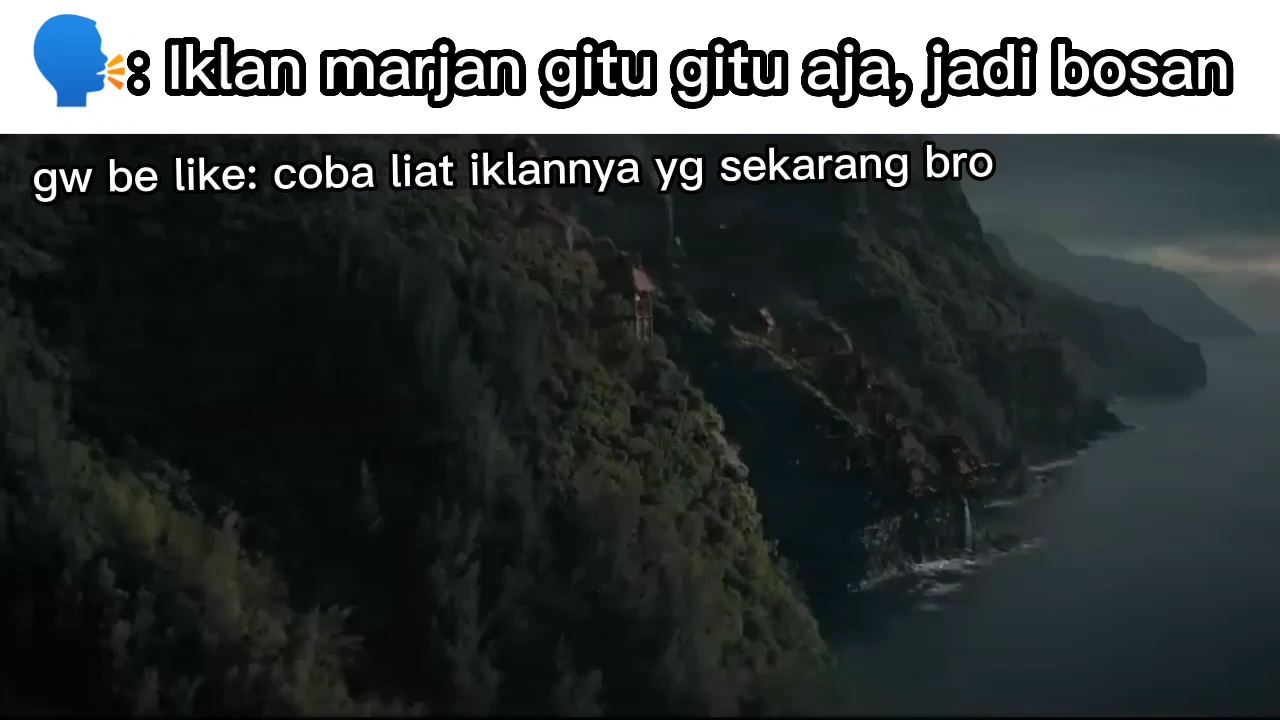 🗣️: Iklan marjan gitu gitu aja, jadi bosan
gw be like: coba liat iklannya yg sekarang bro